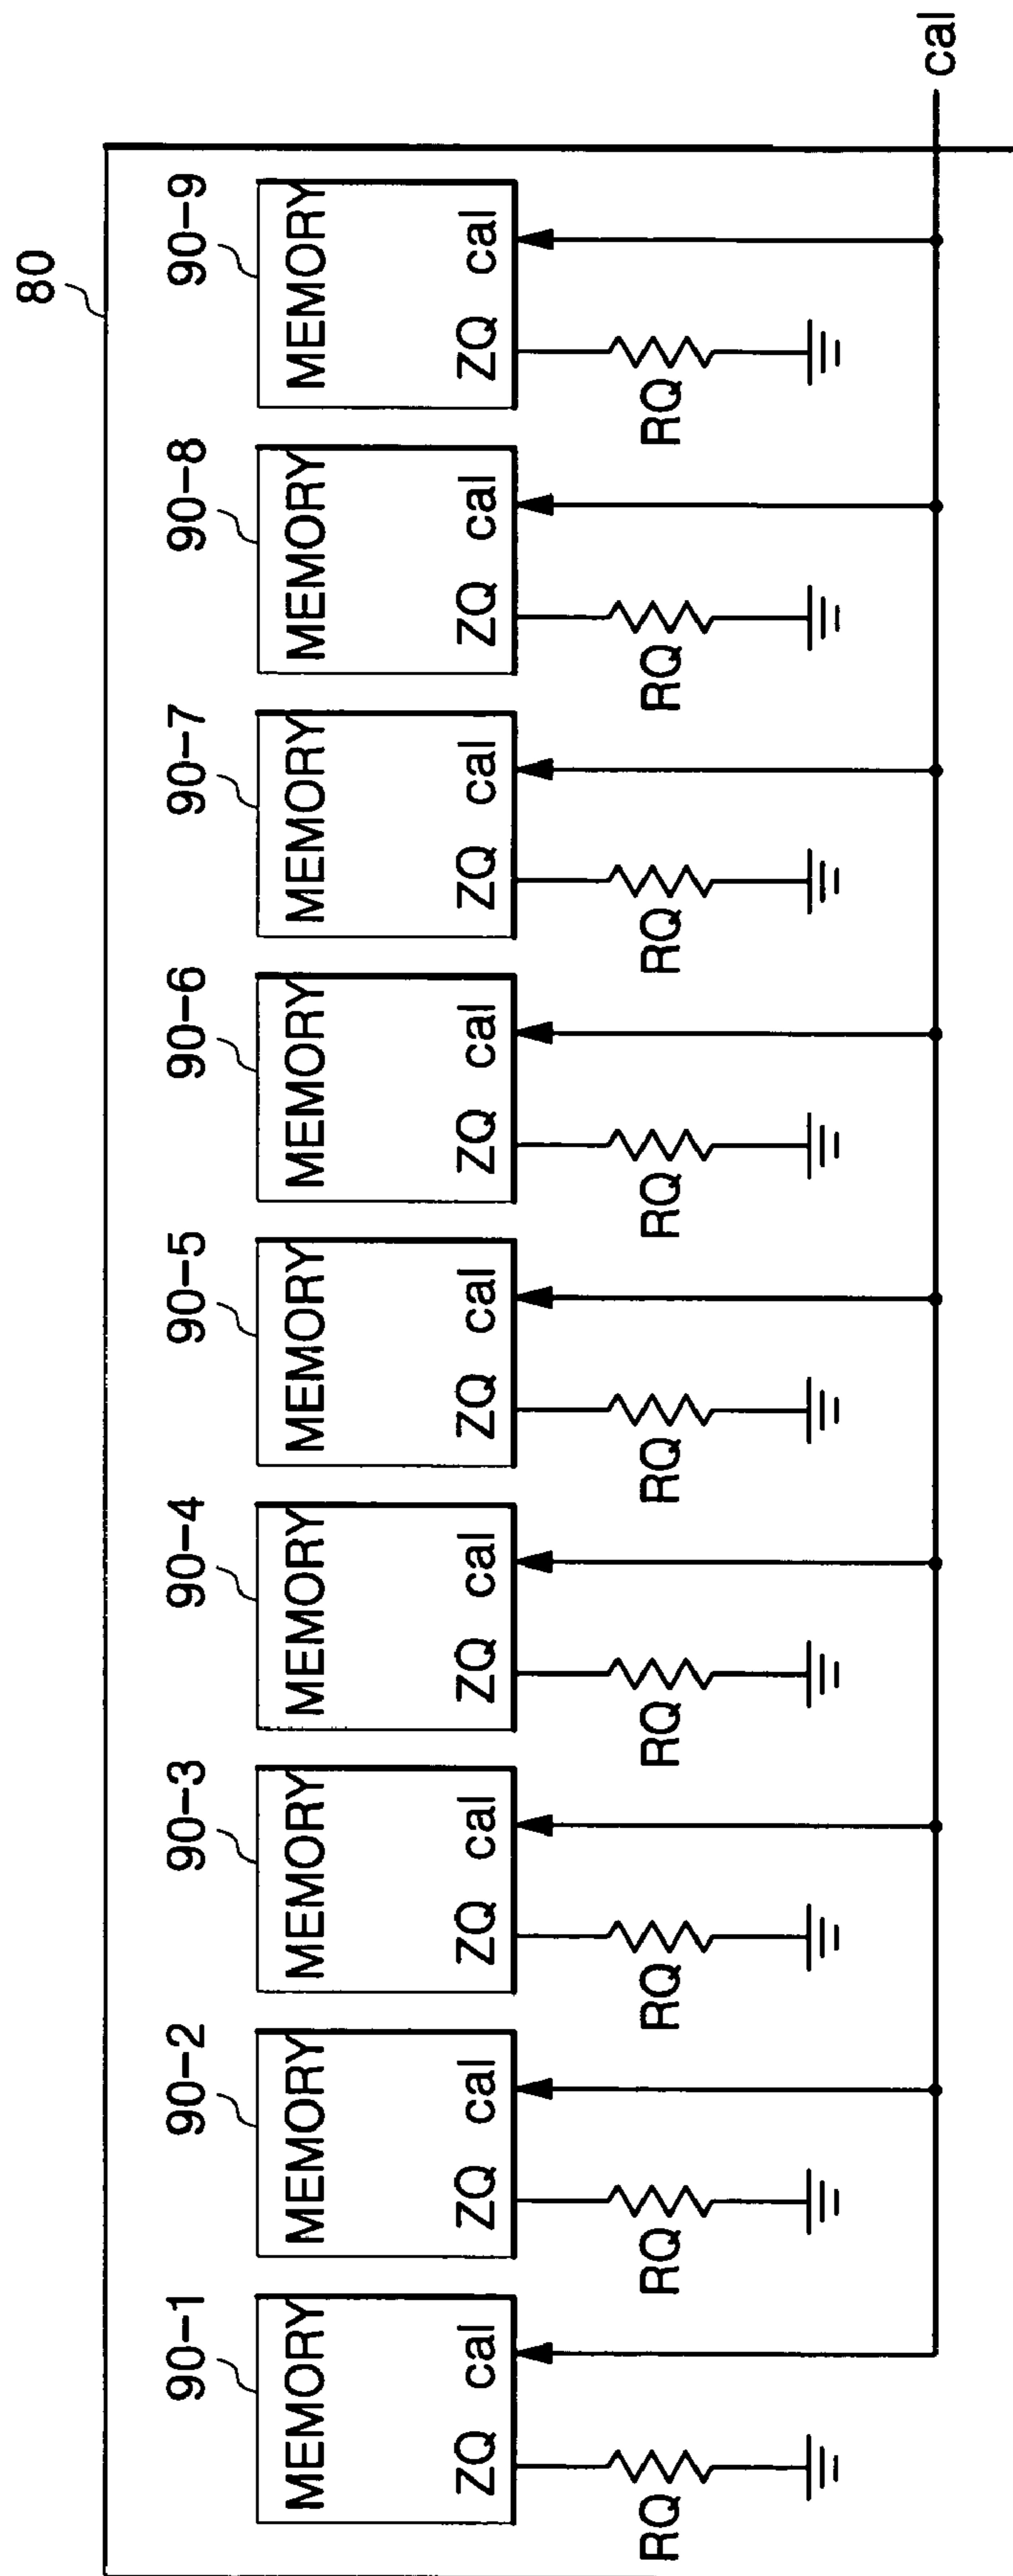 80
90-1
90-2
90-3
90-4
90-5
90-6
90-7
90-8
90-9
MEMORY
MEMORY
MEMORY
MEMORY
MEMORY
MEMORY
MEMORY
MEMORY
MEMORY
ZQ cal
ZQ cal
ZQ cal
ZQ cal
ZQ cal
ZQ cal
ZQ cal
ZQ cal
ZQ cal
RQ
RQ
RQ
RQ
RQ
RQ
RQ
RQ
RQ
cal